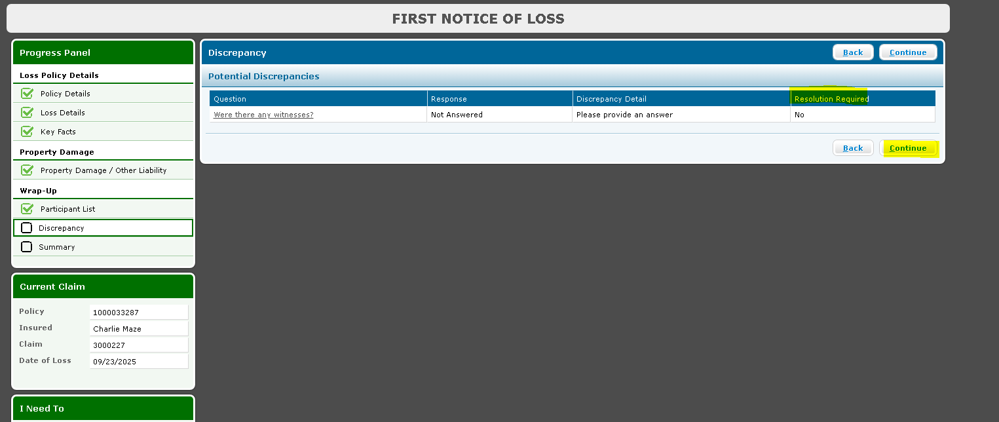 FIRST NOTICE OF LOSS
Progress Panel
Loss Policy Details
Policy Details
Loss Details
Key Facts
Property Damage
Property Damage / Other Liability
Wrap-Up
Participant List
Discrepancy
Summary
Current Claim
Policy 1000033287
Insured Charlie Maze
Claim 3000227
Date of Loss 09/23/2025
I Need To
Discrepancy Back Continue
Potential Discrepancies
Question Response Discrepancy Detail Resolution Required
Were there any witnesses? Not Answered Please provide an answer No
Back Continue